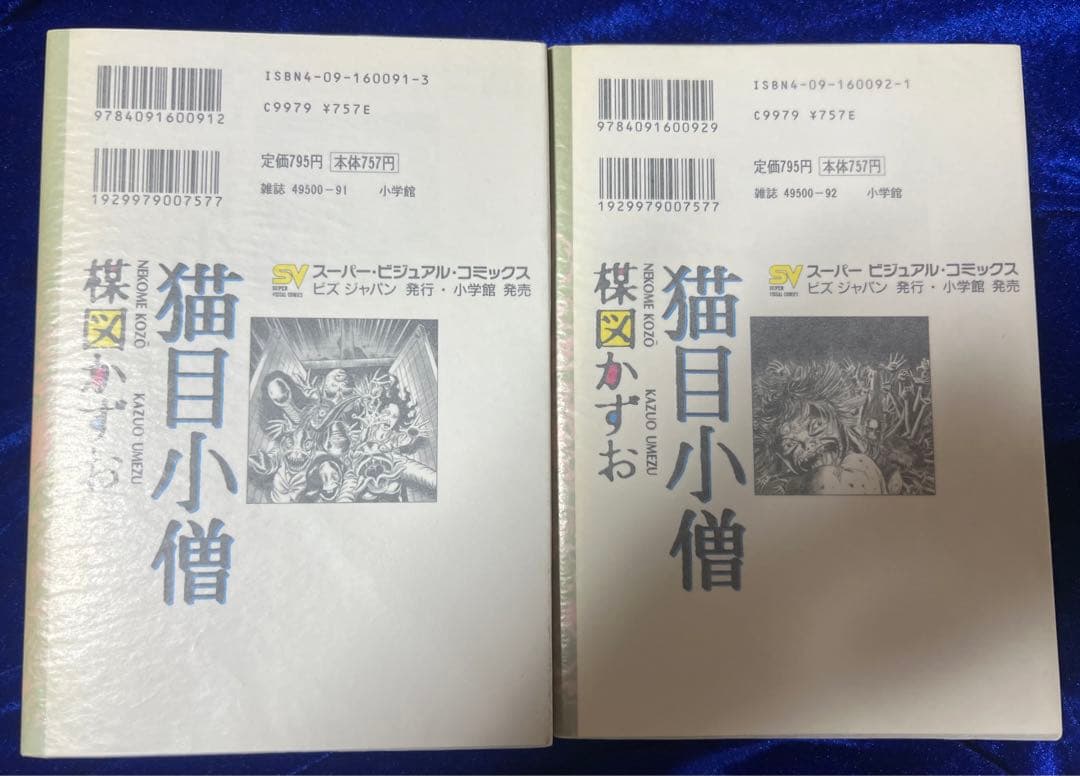 ISBN4-09-160091-3
9784091600912
C9979 ¥757E
定価795円 本体757円
1929979007577
雑誌 49500-91 小学館
SV スーパー・ビジュアル・コミックス
SUPER VISUAL COMICS
ビズ ジャパン 発行・小学館 発売
猫目小僧
NEKOME KOZŌ
楳図かずお
KAZUO UMEZU
ISBN4-09-160092-1
9784091600929
C9979 ¥757E
定価795円 本体757円
1929979007577
雑誌 49500-92 小学館
SV スーパー ビジュアル・コミックス
SUPER VISUAL COMICS
ビズ ジャパン 発行・小学館 発売
猫目小僧
NEKOME KOZŌ
楳図かずお
KAZUO UMEZU